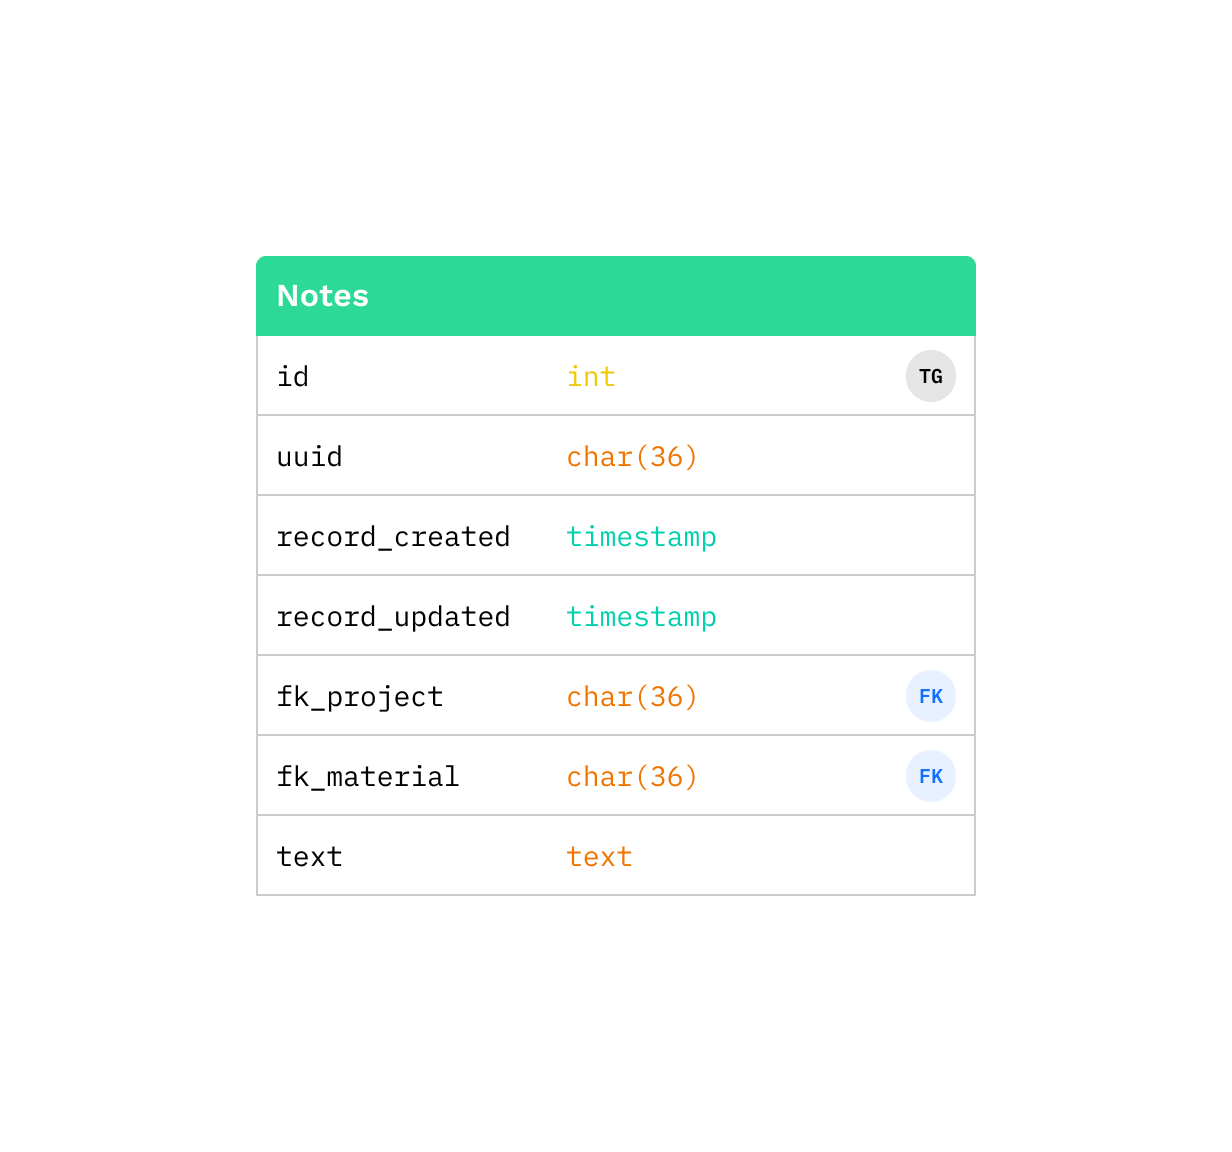 Notes
id int TG
uuid char(36)
record_created timestamp
record_updated timestamp
fk_project char(36) FK
fk_material char(36) FK
text text